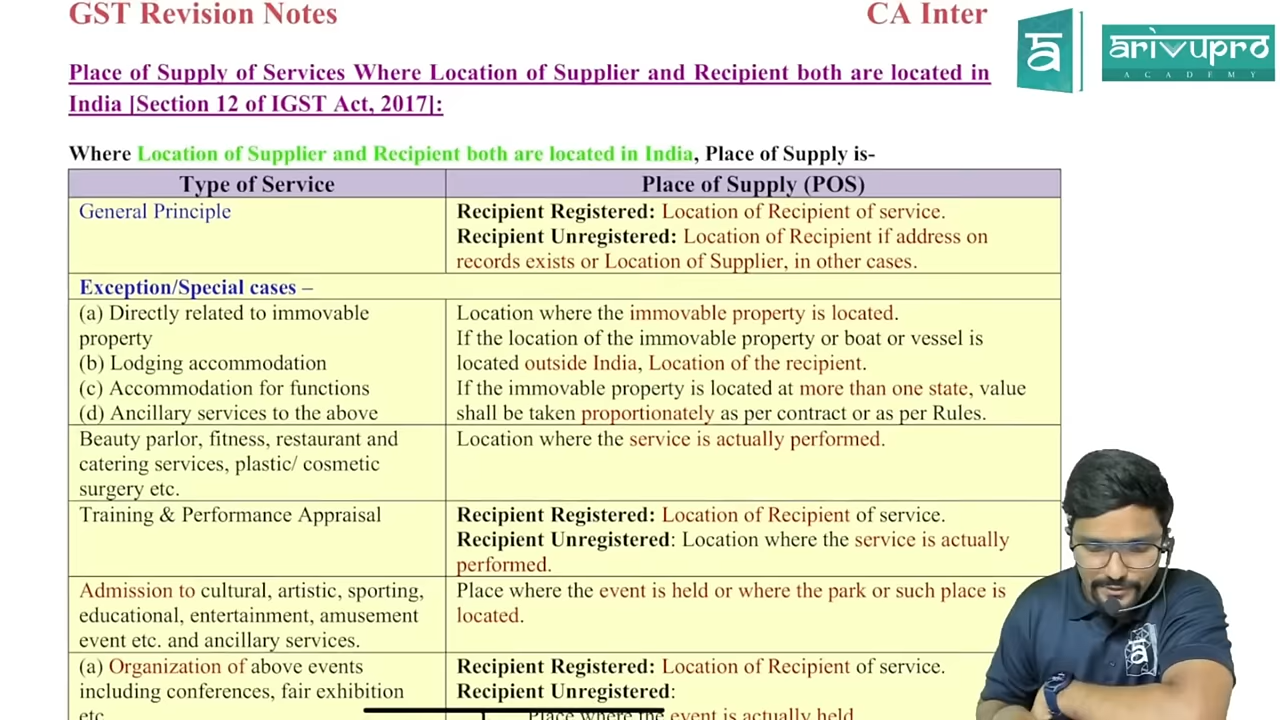 GST Revision Notes CA Inter
arivupro
ACADEMY
Place of Supply of Services Where Location of Supplier and Recipient both are located in
India [Section 12 of IGST Act, 2017]:
Where Location of Supplier and Recipient both are located in India, Place of Supply is-
Type of Service
Place of Supply (POS)
General Principle
Recipient Registered: Location of Recipient of service.
Recipient Unregistered: Location of Recipient if address on
records exists or Location of Supplier, in other cases.
Exception/Special cases –
(a) Directly related to immovable
property
(b) Lodging accommodation
(c) Accommodation for functions
(d) Ancillary services to the above
Location where the immovable property is located.
If the location of the immovable property or boat or vessel is
located outside India, Location of the recipient.
If the immovable property is located at more than one state, value
shall be taken proportionately as per contract or as per Rules.
Beauty parlor, fitness, restaurant and
catering services, plastic/ cosmetic
surgery etc.
Location where the service is actually performed.
Training & Performance Appraisal
Recipient Registered: Location of Recipient of service.
Recipient Unregistered: Location where the service is actually
performed.
Admission to cultural, artistic, sporting,
educational, entertainment, amusement
event etc. and ancillary services.
Place where the event is held or where the park or such place is
located.
(a) Organization of above events
including conferences, fair exhibition
etc.
Recipient Registered: Location of Recipient of service.
Recipient Unregistered:
Place where the event is actually held